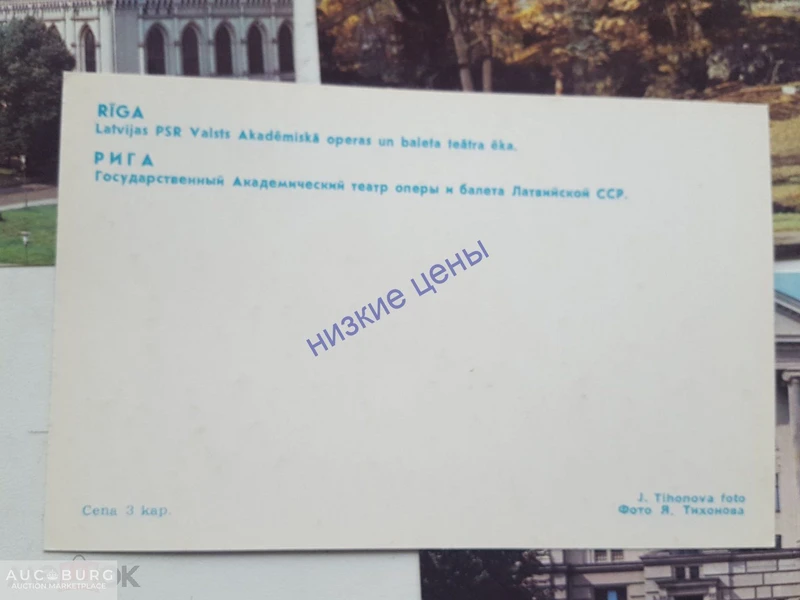 RĪGA
Latvijas PSR Valsts Akadēmiskā operas un baleta teātra ēka.
РИГА
Государственный Академический театр оперы и балета Латвийской ССР.
низкие цены
J. Tihonova foto
Фото Я. Тихонова
Cena 3 kap.
AUCBURG
AUCTION MARKETPLACE